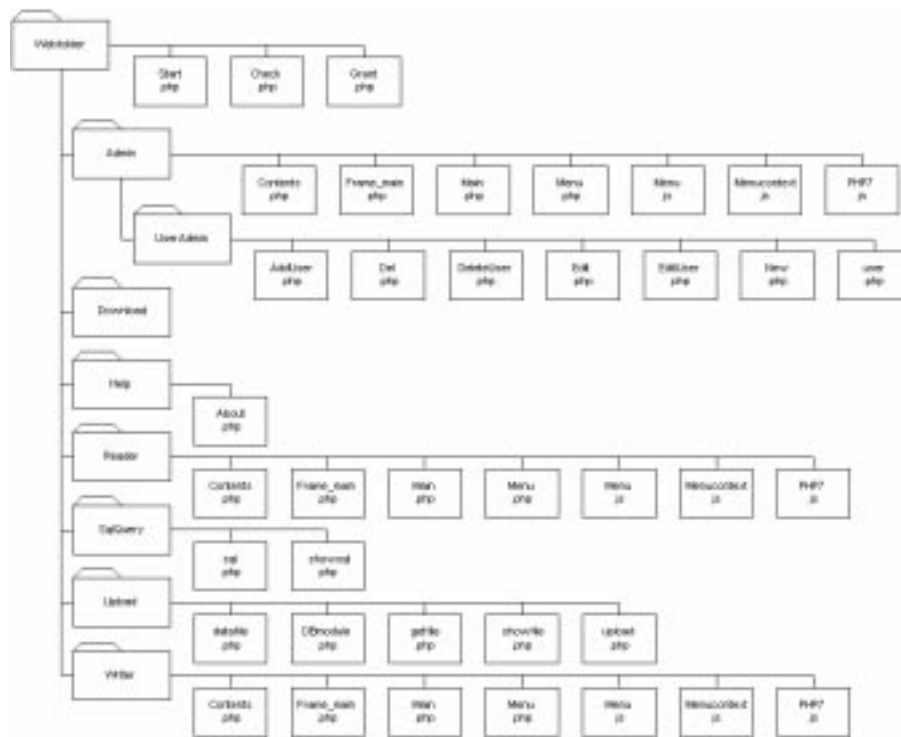 Webfolder
Start
php
Check
php
Grant
php
Admin
Contents
php
Frame_main
php
Main
php
Menu
php
Menu
js
Menucontext
js
PHP7
js
UserAdmin
AddUser
php
Del
php
DeleteUser
php
Edit
php
EditUser
php
New
php
user
php
Download
Help
About
php
Reader
Contents
php
Frame_main
php
Main
php
Menu
php
Menu
js
Menucontext
js
PHP7
js
SqlQuery
sql
php
showsql
php
Upload
datafile
php
DBmodule
php
getfile
php
showfile
php
upload
php
Writer
Contents
php
Frame_main
php
Main
php
Menu
php
Menu
js
Menucontext
js
PHP7
js